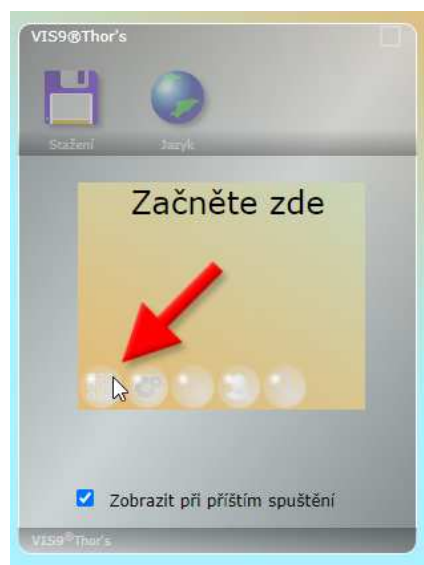 VIS9®Thor's
Stažení Jazyk
Začněte zde
Zobrazit při příštím spuštění
VIS9®Thor's